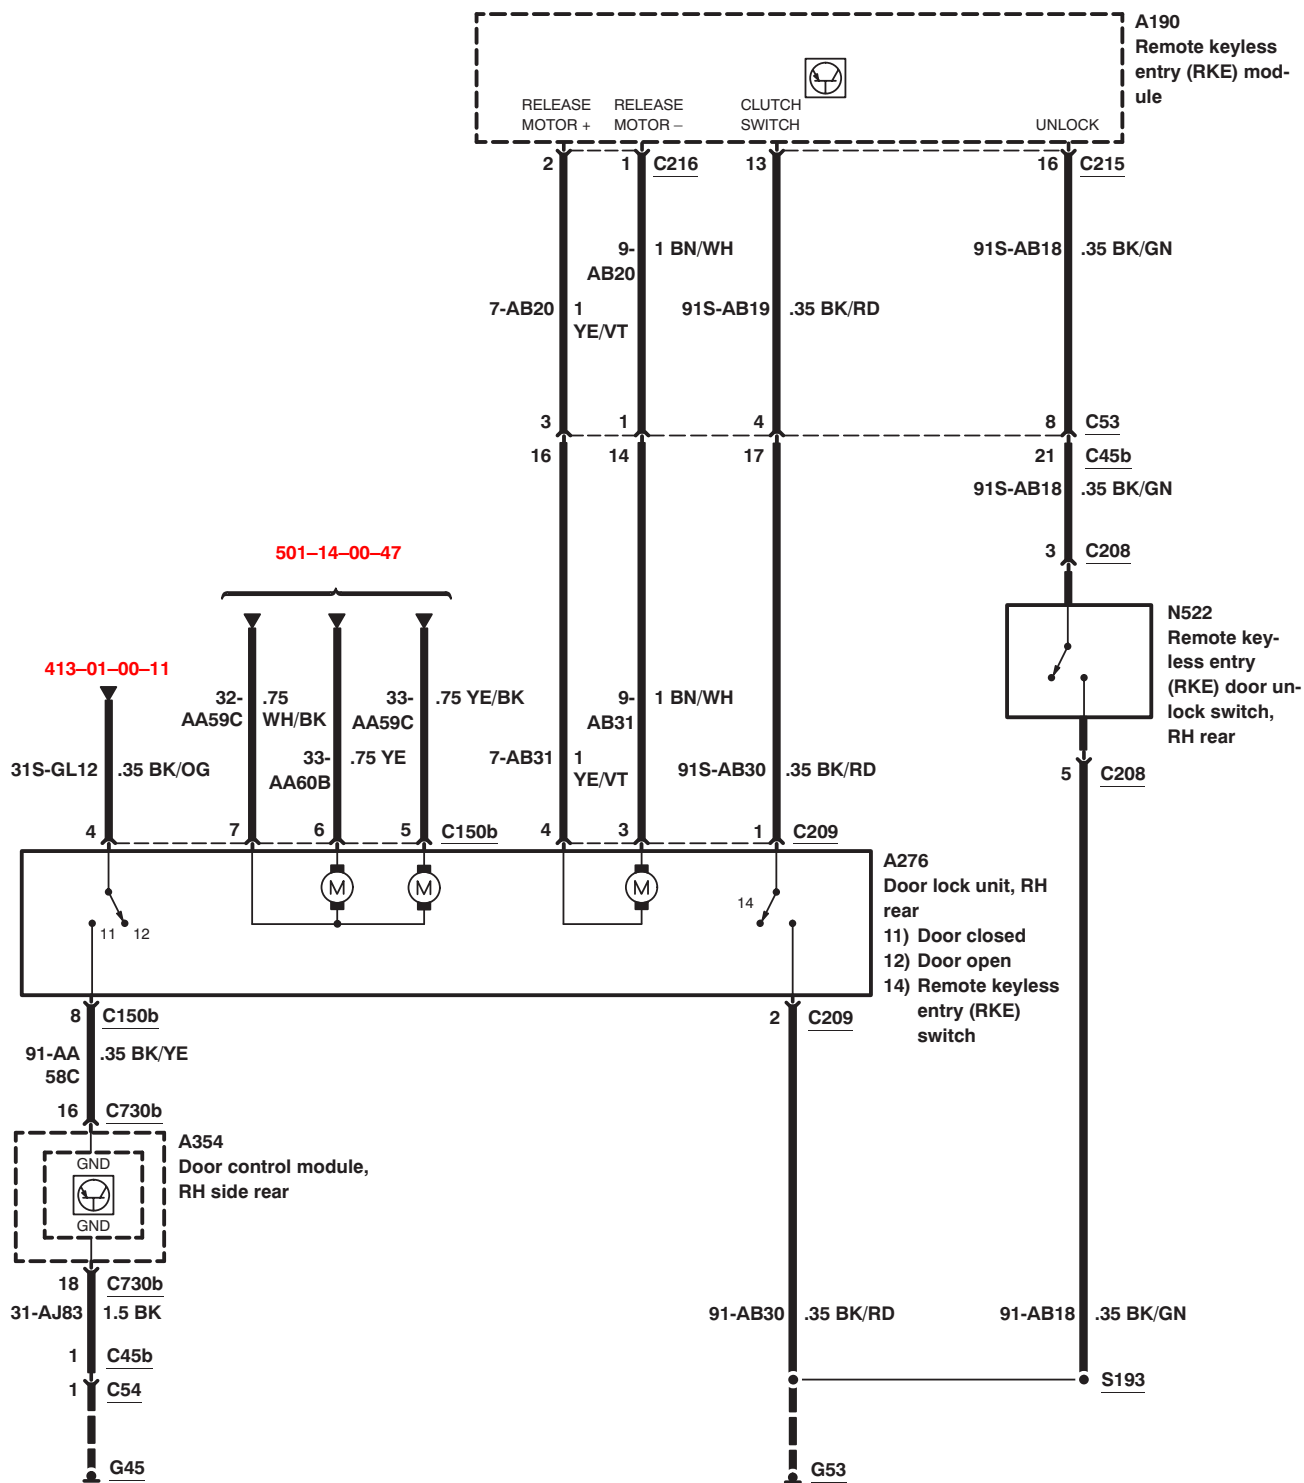 A190
Remote keyless
entry (RKE) mod-
ule
RELEASE
MOTOR +
RELEASE
MOTOR –
CLUTCH
SWITCH
UNLOCK
2
1
C216
13
16
C215
9-
AB20
1 BN/WH
91S-AB18
.35 BK/GN
7-AB20
1
YE/VT
91S-AB19
.35 BK/RD
3
1
4
8
C53
16
14
17
21
C45b
91S-AB18
.35 BK/GN
501–14–00–47
3
C208
N522
Remote key-
less entry
(RKE) door un-
lock switch,
RH rear
413–01–00–11
32-
AA59C
.75
WH/BK
33-
AA59C
.75 YE/BK
9-
AB31
1 BN/WH
31S-GL12
.35 BK/OG
33-
AA60B
.75 YE
7-AB31
1
YE/VT
91S-AB30
.35 BK/RD
5
C208
4
7
6
5
C150b
4
3
1
C209
A276
Door lock unit, RH
rear
11) Door closed
12) Door open
14) Remote keyless
entry (RKE)
switch
M
M
M
14
11
12
8
C150b
2
C209
91-AA
58C
.35 BK/YE
16
C730b
A354
Door control module,
RH side rear
GND
GND
18
C730b
31-AJ83
1.5 BK
91-AB30
.35 BK/RD
91-AB18
.35 BK/GN
1
C45b
1
C54
S193
G45
G53